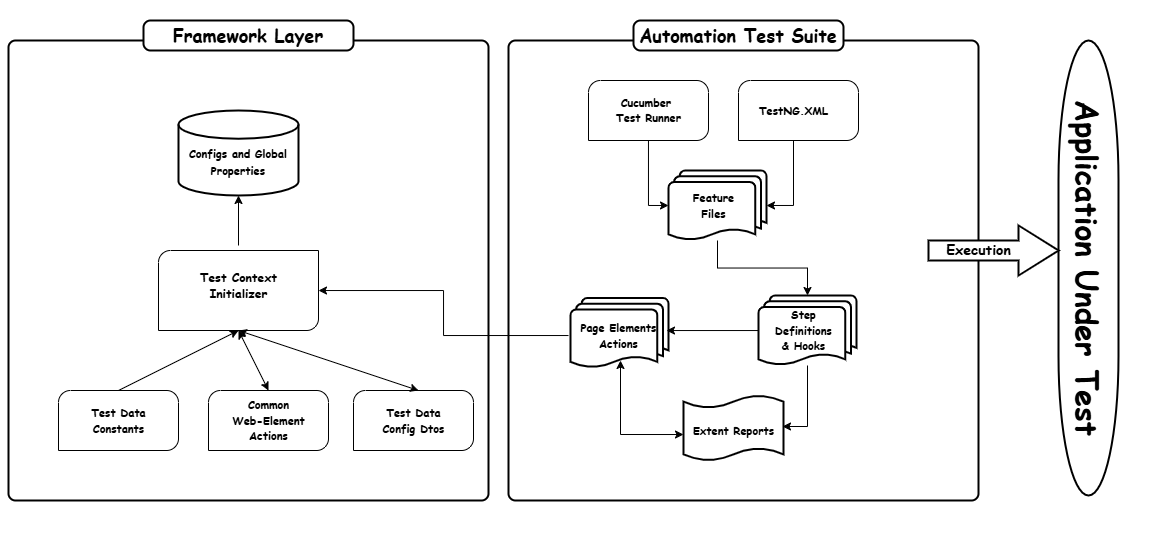 Framework Layer
Automation Test Suite
Configs and Global
Properties
Test Context
Initializer
Test Data
Constants
Common
Web-Element
Actions
Test Data
Config Dtos
Cucumber
Test Runner
TestNG.XML
Feature
Files
Page Elements
Actions
Step
Definitions
& Hooks
Extent Reports
Execution
Application Under Test